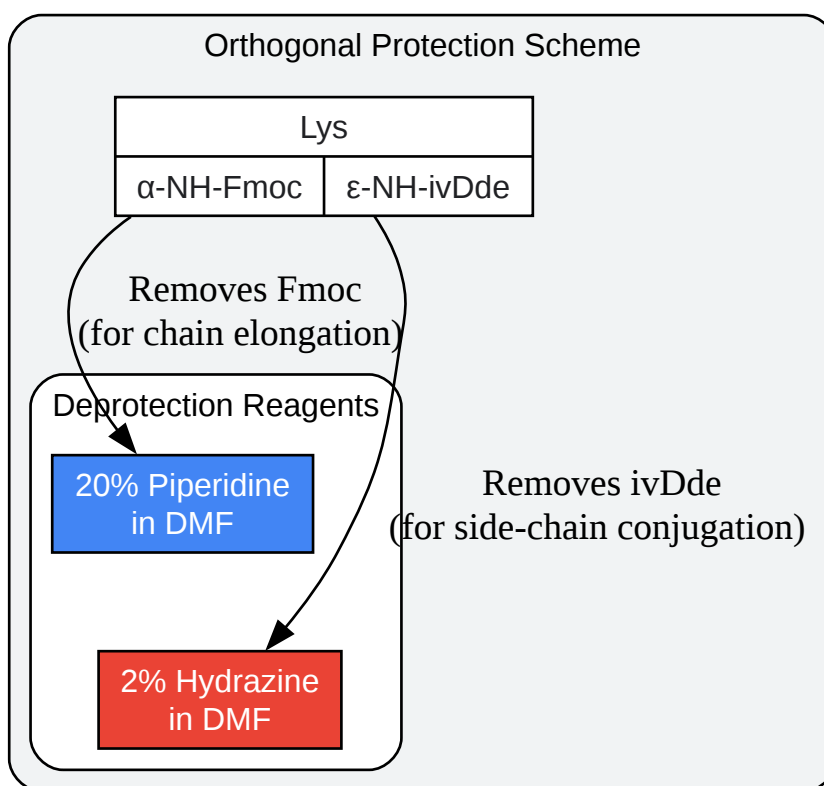 Orthogonal Protection Scheme
Lys
α-NH-Fmoc
ε-NH-ivDde
Removes Fmoc
(for chain elongation)
Deprotection Reagents
20% Piperidine
in DMF
Removes ivDde
(for side-chain conjugation)
2% Hydrazine
in DMF